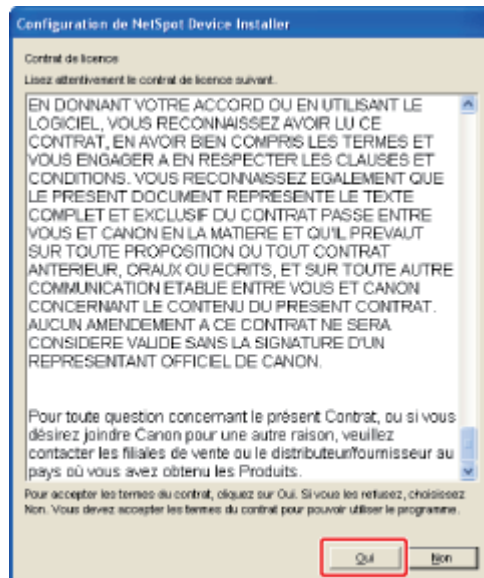 Configuration de NetSpot Device Installer
Contrat de licence
Lisez attentivement le contrat de licence suivant.
EN DONNANT VOTRE ACCORD OU EN UTILISANT LE
LOGICIEL, VOUS RECONNAISSEZ AVOIR LU CE
CONTRAT, EN AVOIR BIEN COMPRIS LES TERMES ET
VOUS ENGAGER A EN RESPECTER LES CLAUSES ET
CONDITIONS. VOUS RECONNAISSEZ EGALEMENT QUE
LE PRESENT DOCUMENT REPRESENTE LE TEXTE
COMPLET ET EXCLUSIF DU CONTRAT PASSE ENTRE
VOUS ET CANON EN LA MATIERE ET QU'IL PREVAUT
SUR TOUTE PROPOSITION OU TOUT CONTRAT
ANTERIEUR, ORAUX OU ECRITS, ET SUR TOUTE AUTRE
COMMUNICATION ETABLIE ENTRE VOUS ET CANON
CONCERNANT LE CONTENU DU PRESENT CONTRAT.
AUCUN AMENDEMENT A CE CONTRAT NE SERA
CONSIDERE VALIDE SANS LA SIGNATURE D'UN
REPRESENTANT OFFICIEL DE CANON.
Pour toute question concernant le présent Contrat, ou si vous
désirez joindre Canon pour une autre raison, veuillez
contacter les filiales de vente ou le distributeur/fournisseur au
pays où vous avez obtenu les Produits.
Pour accepter les termes du contrat, cliquez sur Oui. Si vous les refusez, choisissez
Non. Vous devez accepter les termes du contrat pour pouvoir utiliser le programme.
Oui
Non